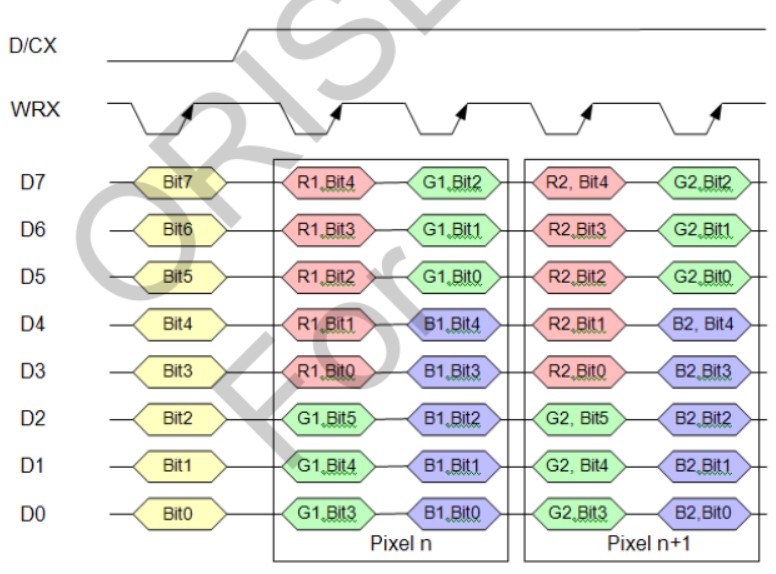 ORISE
For
D/CX
WRX
D7 Bit7 R1,Bit4 G1,Bit2 R2, Bit4 G2,Bit2
D6 Bit6 R1,Bit3 G1,Bit1 R2,Bit3 G2,Bit1
D5 Bit5 R1,Bit2 G1,Bit0 R2,Bit2 G2,Bit0
D4 Bit4 R1,Bit1 B1,Bit4 R2,Bit1 B2, Bit4
D3 Bit3 R1,Bit0 B1,Bit3 R2,Bit0 B2,Bit3
D2 Bit2 G1,Bit5 B1,Bit2 G2, Bit5 B2,Bit2
D1 Bit1 G1,Bit4 B1,Bit1 G2, Bit4 B2,Bit1
D0 Bit0 G1,Bit3 B1,Bit0 G2,Bit3 B2,Bit0
Pixel n Pixel n+1